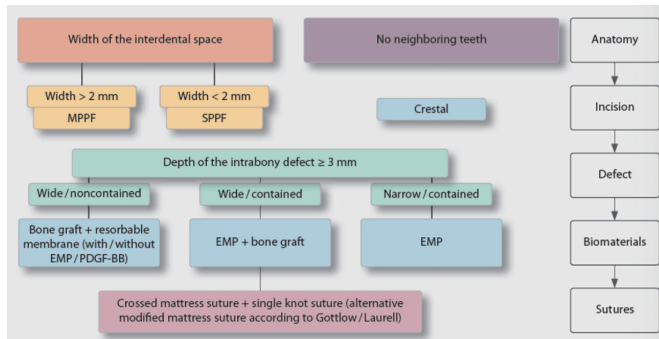 Width of the interdental space
No neighboring teeth
Anatomy
Width > 2 mm
Width < 2 mm
MPPF
SPPF
Crestal
Incision
Depth of the intrabony defect ≥ 3 mm
Defect
Wide/noncontained
Wide/contained
Narrow/contained
Bone graft + resorbable
membrane (with/without
EMP/PDGF-BB)
EMP + bone graft
EMP
Biomaterials
Crossed mattress suture + single knot suture (alternative
modified mattress suture according to Gottlow/Laurell)
Sutures